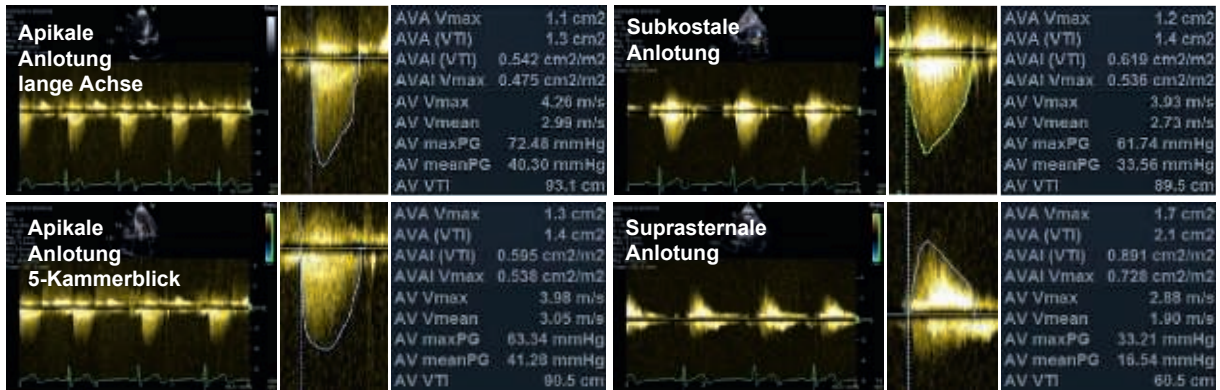 Apikale
Anlotung
lange Achse
AVA Vmax 1.1 cm2
AVA (VTI) 1.3 cm2
AVAI (VTI) 0.542 cm2/m2
AVAI Vmax 0.475 cm2/m2
AV Vmax 4.26 m/s
AV Vmean 2.99 m/s
AV maxPG 72.48 mmHg
AV meanPG 40.30 mmHg
AV VTI 93.1 cm
Subkostale
Anlotung
AVA Vmax 1.2 cm2
AVA (VTI) 1.4 cm2
AVAI (VTI) 0.619 cm2/m2
AVAI Vmax 0.536 cm2/m2
AV Vmax 3.93 m/s
AV Vmean 2.73 m/s
AV maxPG 61.74 mmHg
AV meanPG 33.56 mmHg
AV VTI 89.5 cm
Apikale
Anlotung
5-Kammerblick
AVA Vmax 1.3 cm2
AVA (VTI) 1.4 cm2
AVAI (VTI) 0.595 cm2/m2
AVAI Vmax 0.538 cm2/m2
AV Vmax 3.98 m/s
AV Vmean 3.05 m/s
AV maxPG 63.34 mmHg
AV meanPG 41.28 mmHg
AV VTI 90.5 cm
Suprasternale
Anlotung
AVA Vmax 1.7 cm2
AVA (VTI) 2.1 cm2
AVAI (VTI) 0.891 cm2/m2
AVAI Vmax 0.728 cm2/m2
AV Vmax 2.88 m/s
AV Vmean 1.90 m/s
AV maxPG 33.21 mmHg
AV meanPG 16.54 mmHg
AV VTI 60.5 cm